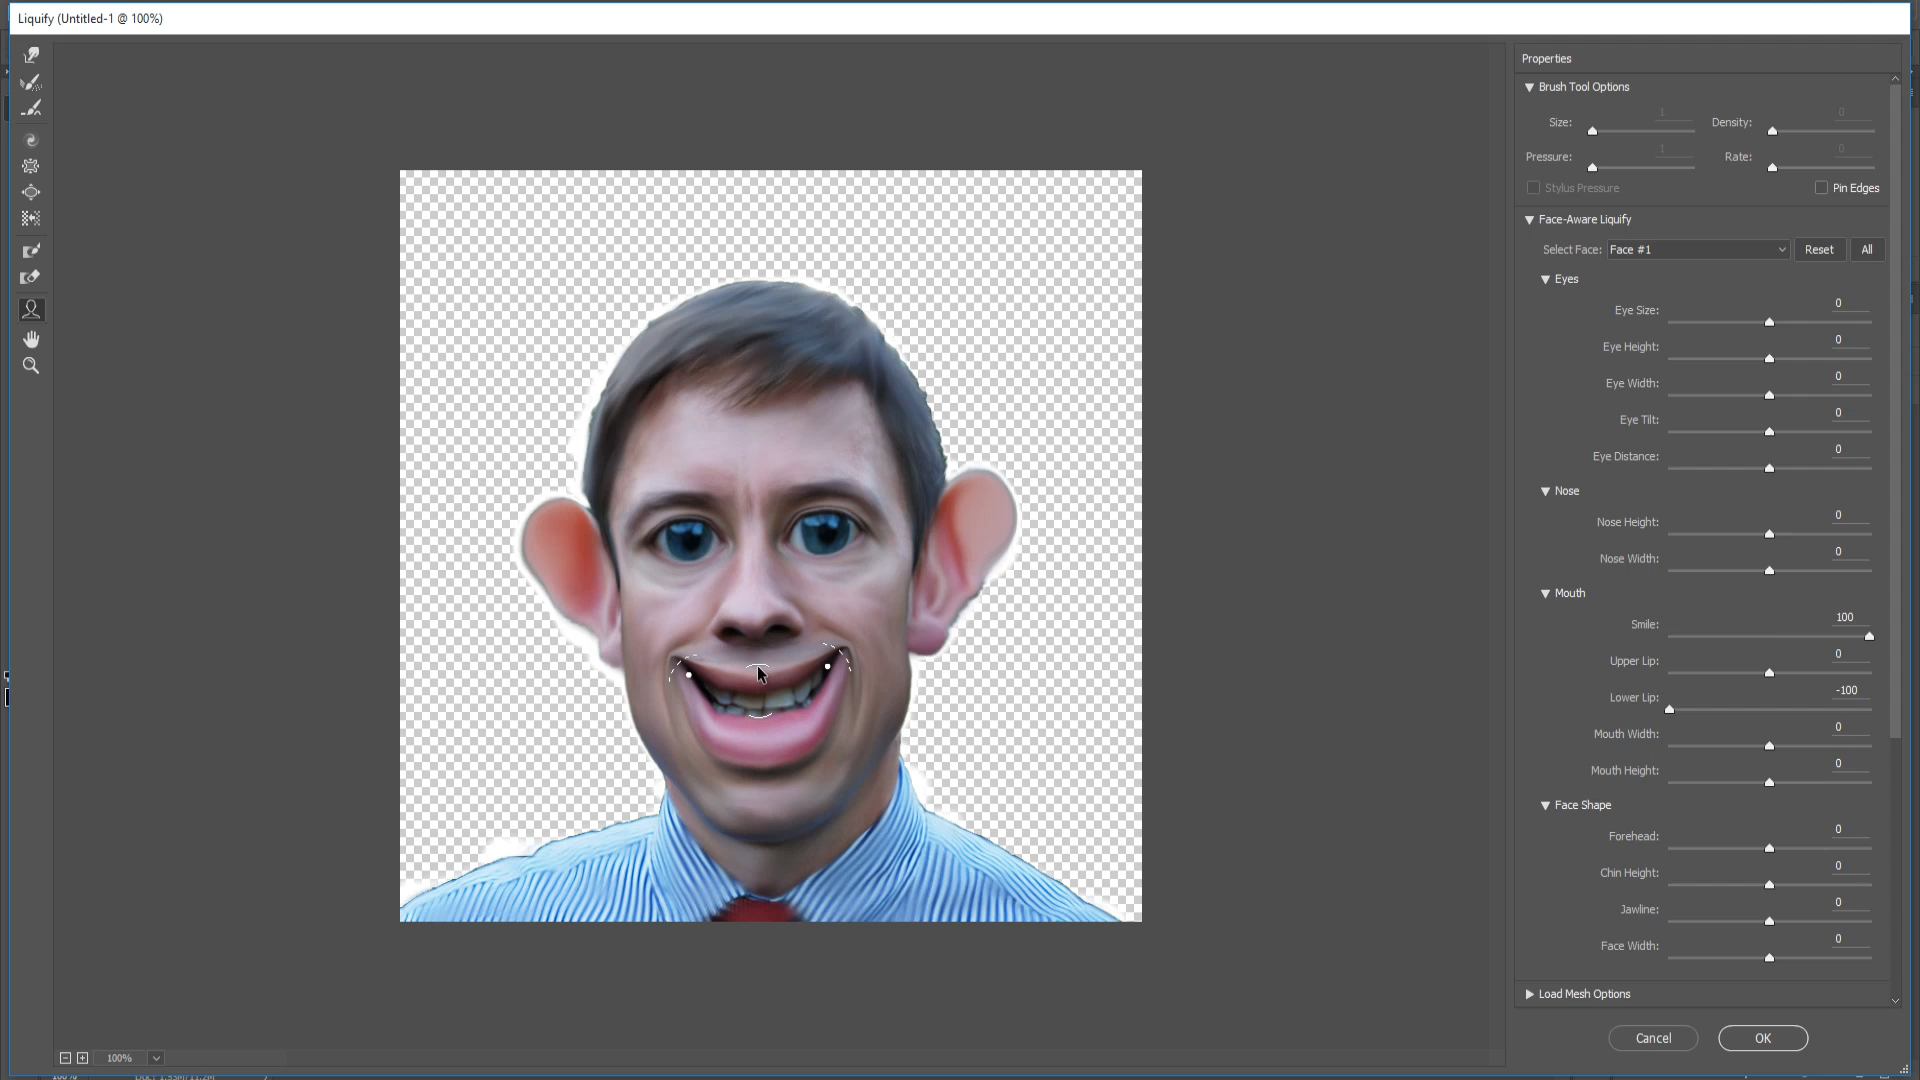 Liquify (Untitled-1 @ 100%)
Properties
Brush Tool Options
Size: 1 Density: 0
Pressure: 1 Rate: 0
Stylus Pressure Pin Edges
Face-Aware Liquify
Select Face: Face #1 Reset All
Eyes
Eye Size: 0
Eye Height: 0
Eye Width: 0
Eye Tilt: 0
Eye Distance: 0
Nose
Nose Height: 0
Nose Width: 0
Mouth
Smile: 100
Upper Lip: 0
Lower Lip: -100
Mouth Width: 0
Mouth Height: 0
Face Shape
Forehead: 0
Chin Height: 0
Jawline: 0
Face Width: 0
Load Mesh Options
Cancel OK
100%